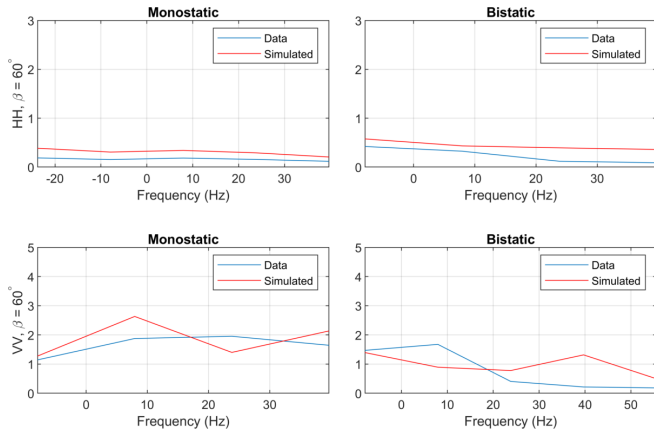 Monostatic
Bistatic
3
2
1
0
HH, β = 60°
Data
Simulated
-20 -10 0 10 20 30
Frequency (Hz)
3
2
1
0
Data
Simulated
0 10 20 30
Frequency (Hz)
Monostatic
Bistatic
5
4
3
2
1
0
VV, β = 60°
Data
Simulated
0 10 20 30
Frequency (Hz)
5
4
3
2
1
0
Data
Simulated
0 10 20 30 40 50
Frequency (Hz)